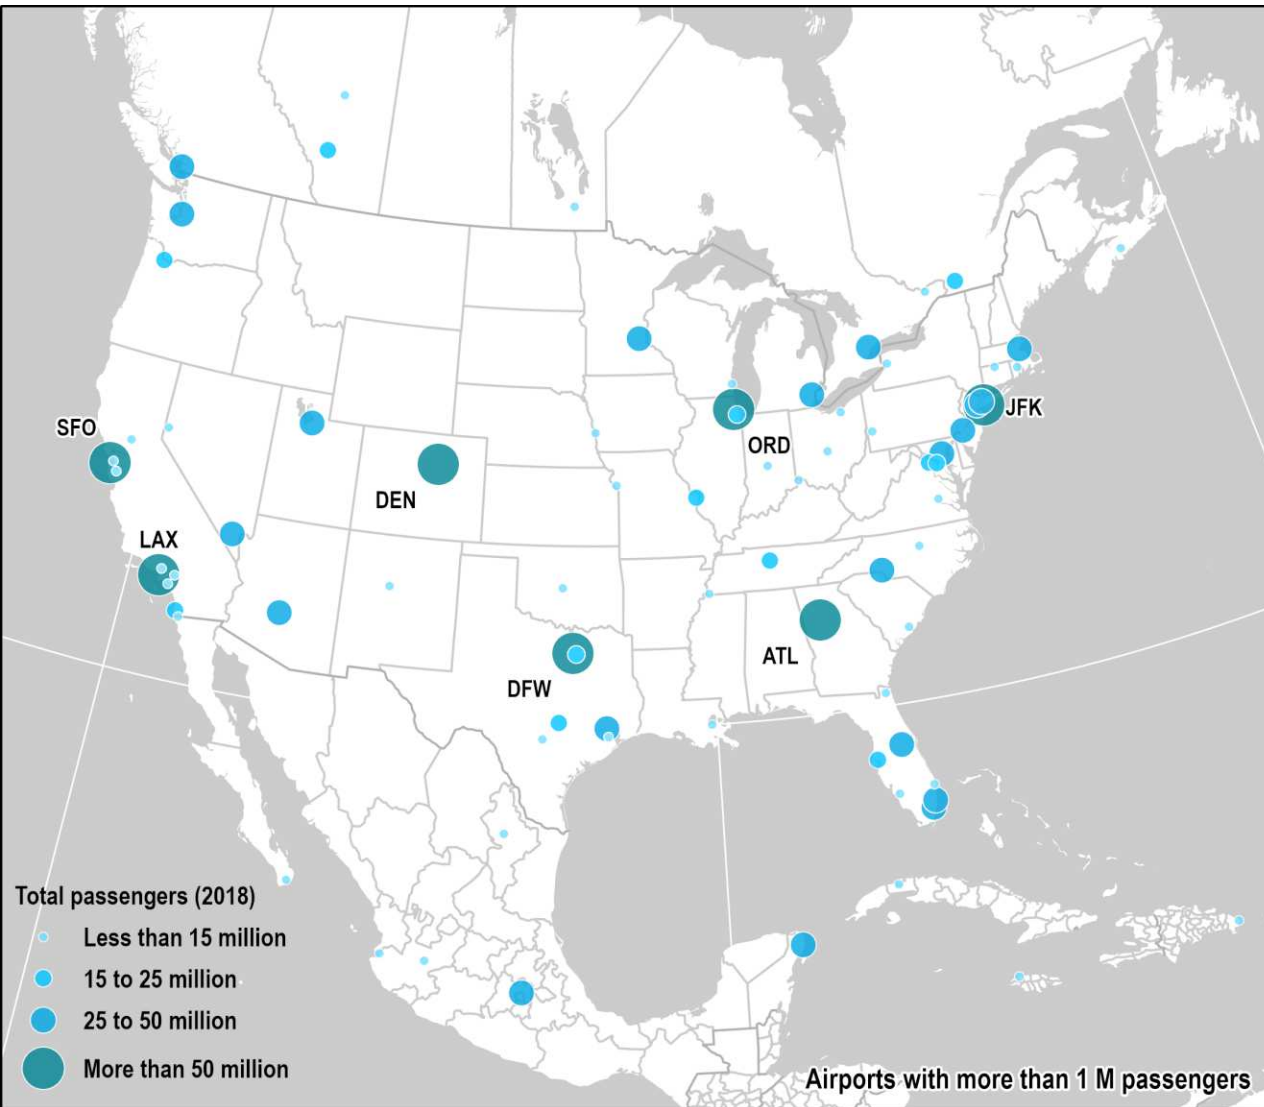 SFO
JFK
ORD
DEN
LAX
ATL
DFW
Total passengers (2018)
Less than 15 million
15 to 25 million
25 to 50 million
More than 50 million
Airports with more than 1 M passengers